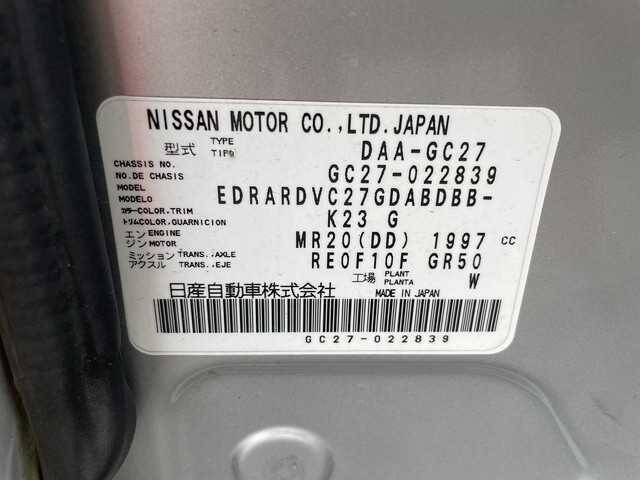 NISSAN MOTOR CO.,LTD.JAPAN
型式 TYPE TIPO DAA-GC27
CHASSIS NO. NO.DE CHASSIS GC27-022839
MODEL MODELO EDRARDVC27GDABDBB-
カラー COLOR,TRIM トリム COLOR,GUARNICION K23 G
エンジン ENGINE MOTOR MR20(DD) 1997 CC
ミッション アクスル TRANS.,AXLE TRANS.,EJE RE0F10F GR50
工場 PLANT PLANTA W
日産自動車株式会社 MADE IN JAPAN
GC27-022839